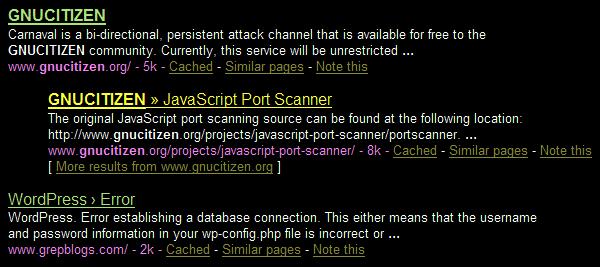 GNUCITIZEN
Carnaval is a bi-directional, persistent attack channel that is available for free to the
GNUCITIZEN community. Currently, this service will be unrestricted ...
www.gnucitizen.org/ - 5k - Cached - Similar pages - Note this
GNUCITIZEN » JavaScript Port Scanner
The original JavaScript port scanning source can be found at the following location:
http://www.gnucitizen.org/projects/javascript-port-scanner/portscanner. ...
www.gnucitizen.org/projects/javascript-port-scanner/ - 8k - Cached - Similar pages - Note this
[ More results from www.gnucitizen.org ]
WordPress › Error
WordPress. Error establishing a database connection. This either means that the username
and password information in your wp-config.php file is incorrect or ...
www.grepblogs.com/ - 2k - Cached - Similar pages - Note this